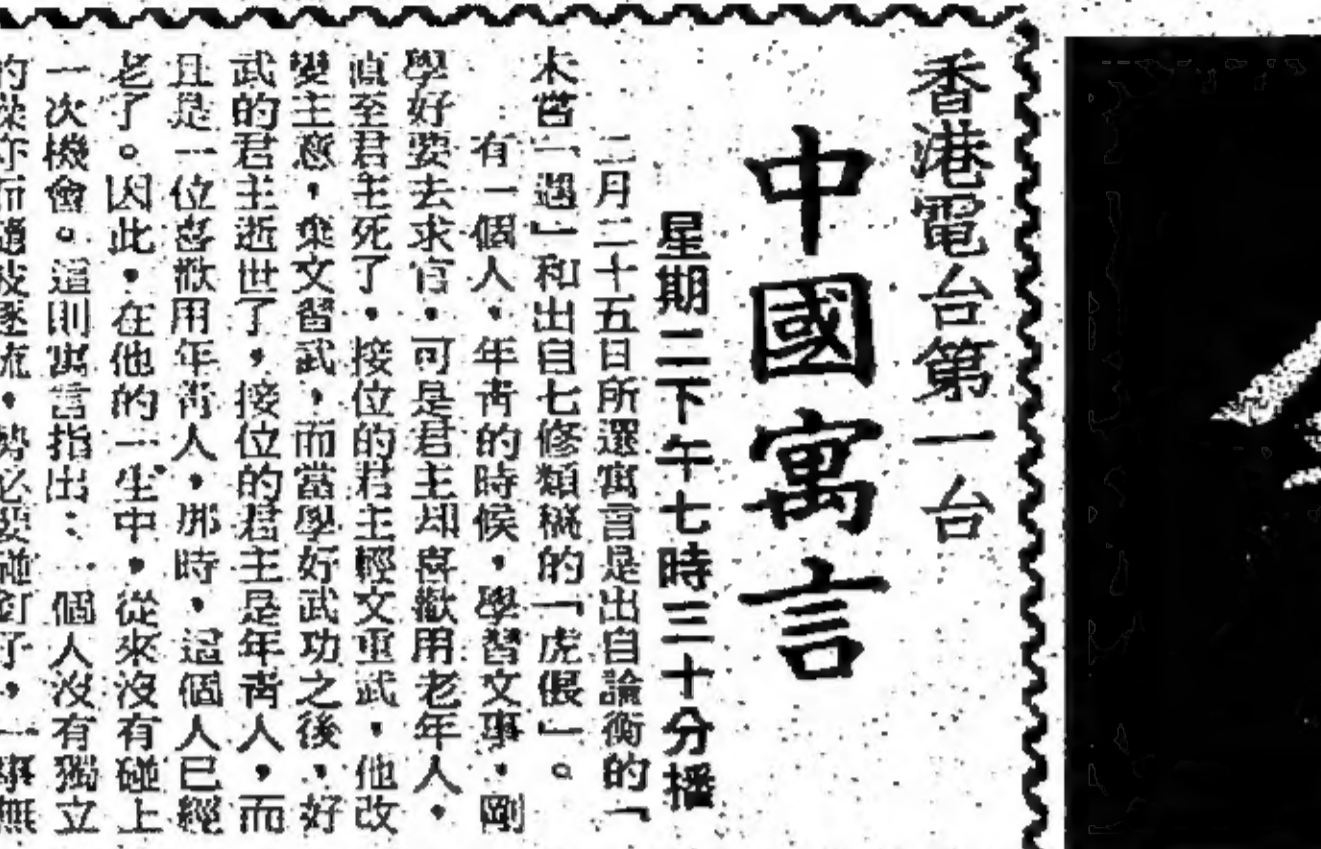 香港電台第一台
中國寓言
星期二下午七時三十分播
二月二十五日所選寓言是出自論衡的「
未嘗一遇」和出自七修類稿的「虎倀」。
有一個人,年青的時候,學習文事,剛
學好要去求官,可是君主却喜歡用老年人,
直至君主死了,接位的君主輕文重武,他改
變主意,棄文習武,而當學好武功之後,好
武的君主逝世了,接位的君主是年青人,而
且是一位喜歡用年青人,那時,這個人已經
老了。因此,在他的一生中,從來沒有碰上
一次機會。這則寓言指出:一個人沒有獨立
而隨波逐流,勢必要碰釘子,一事無